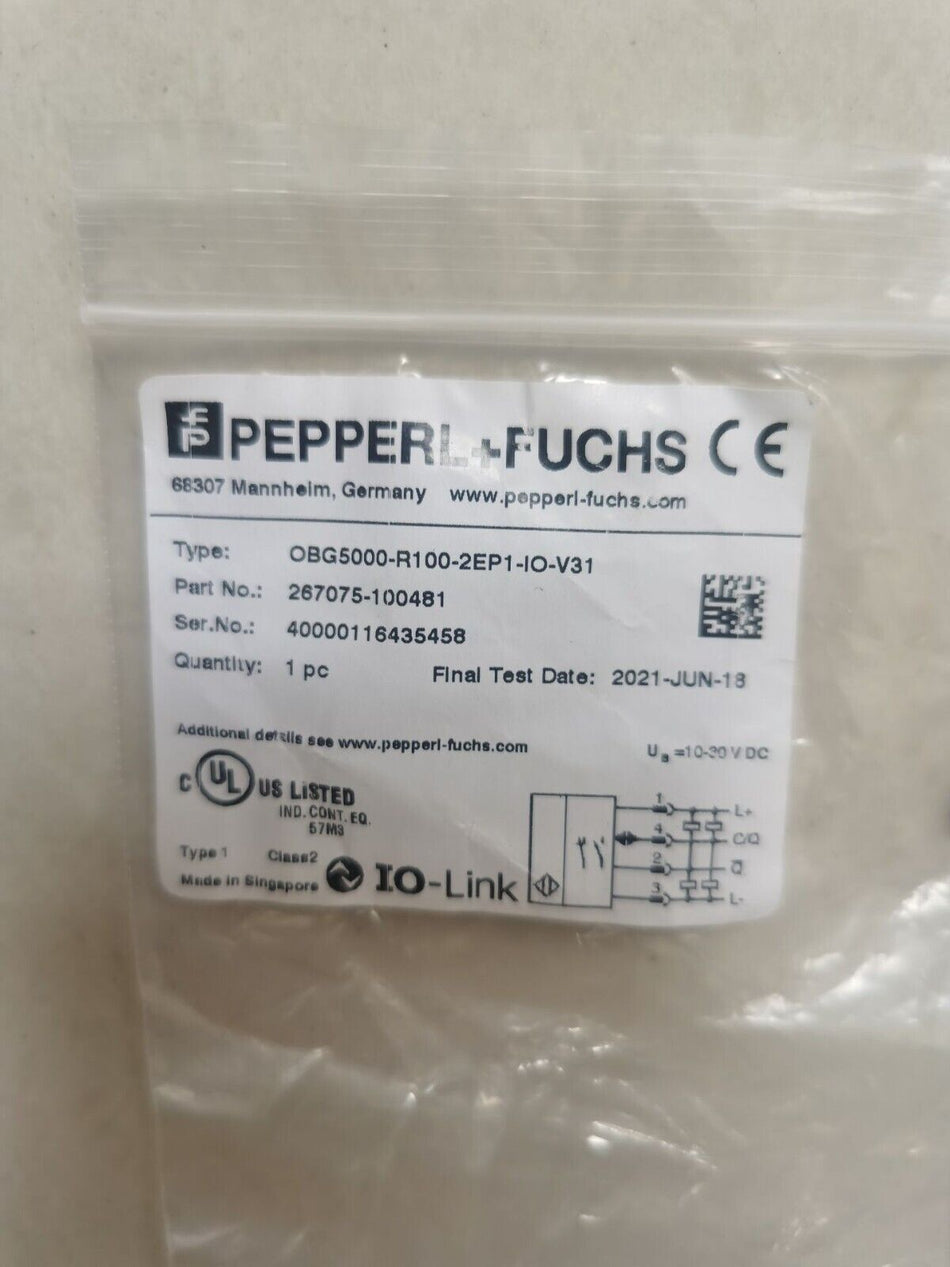 PEPPERL+FUCHS CE
68307 Mannheim, Germany www.pepperl-fuchs.com
Type: OBG5000-R100-2EP1-IO-V31
Part No.: 267075-100481
Ser.No.: 40000116435458
Quantity: 1 pc Final Test Date: 2021-JUN-18
Additional details see www.pepperl-fuchs.com
U_B =10-30 V DC
C UL US LISTED
IND. CONT. EQ.
57M3
Type 1 Class2
Made in Singapore
IO-Link
1 L+
4 C/Q
2 Q̅
3 L-